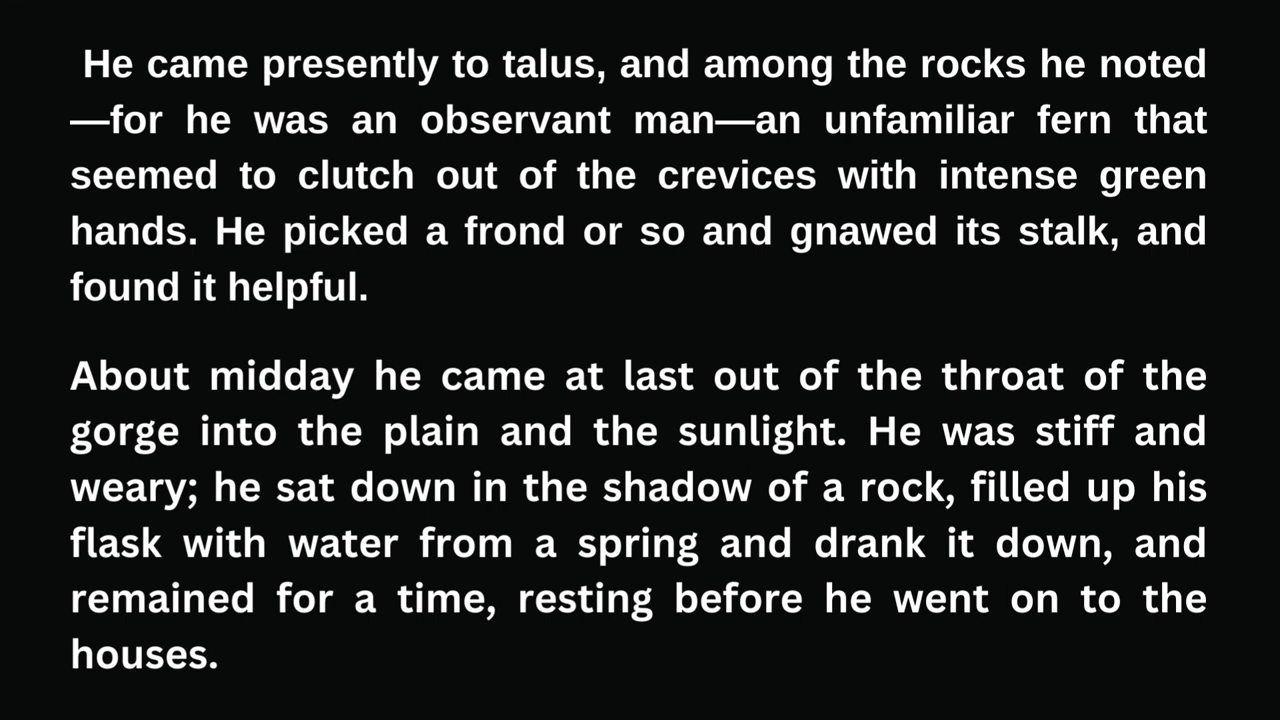 He came presently to talus, and among the rocks he noted
—for he was an observant man—an unfamiliar fern that
seemed to clutch out of the crevices with intense green
hands. He picked a frond or so and gnawed its stalk, and
found it helpful.
About midday he came at last out of the throat of the
gorge into the plain and the sunlight. He was stiff and
weary; he sat down in the shadow of a rock, filled up his
flask with water from a spring and drank it down, and
remained for a time, resting before he went on to the
houses.